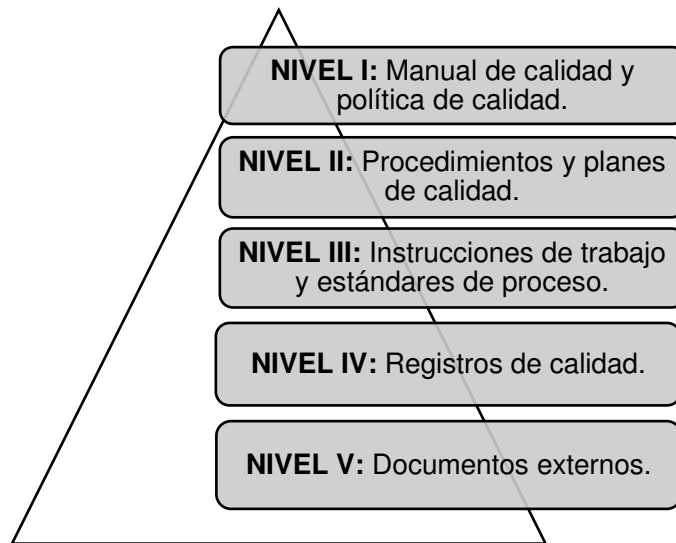 NIVEL I: Manual de calidad y
política de calidad.
NIVEL II: Procedimientos y planes
de calidad.
NIVEL III: Instrucciones de trabajo
y estándares de proceso.
NIVEL IV: Registros de calidad.
NIVEL V: Documentos externos.